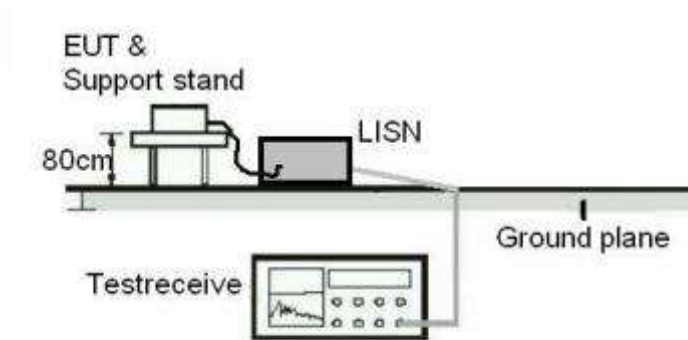 EUT &
Support stand
LISN
80cm
Ground plane
Testreceive